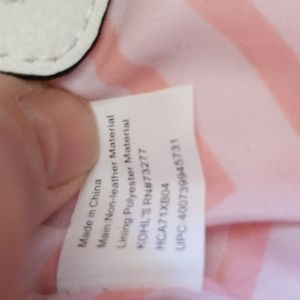 Made in China
Main:Non-leather Material
Lining:Polyester Material
KOHL'S RN#73277
HCA71XB04
UPC 400739945731